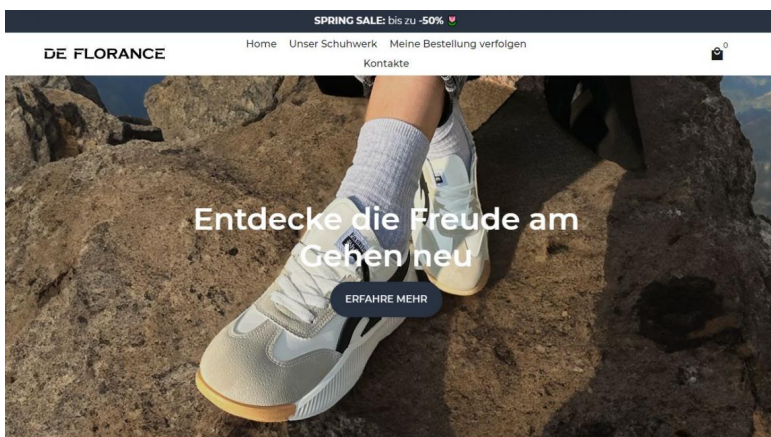 SPRING SALE: bis zu -50% 🌷
DE FLORANCE
Home Unser Schuhwerk Meine Bestellung verfolgen
Kontakte
0
Entdecke die Freude am
Gehen neu
ERFAHRE MEHR